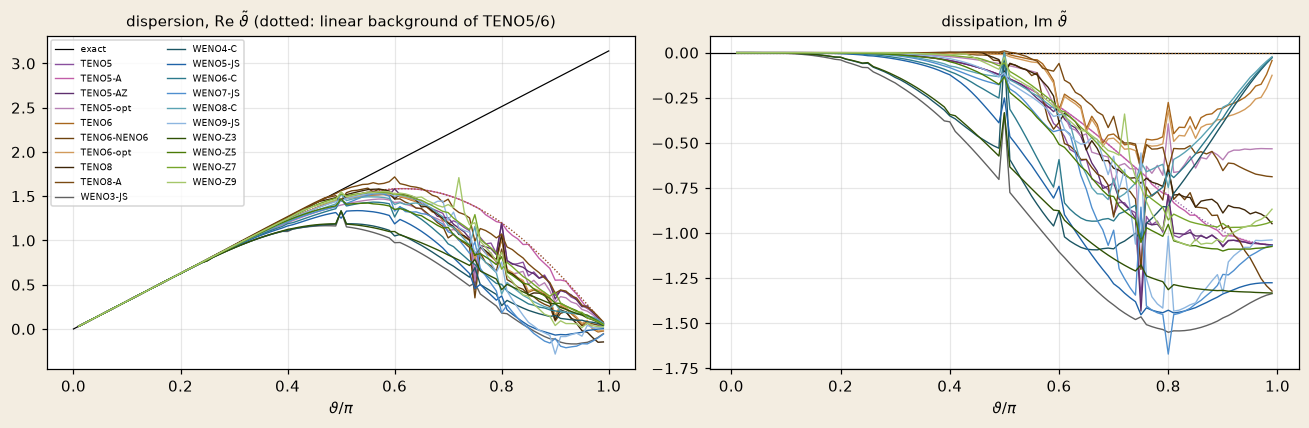 dispersion, Re ϑ̃ (dotted: linear background of TENO5/6)
exact
TENO5
TENO5-A
TENO5-AZ
TENO5-opt
TENO6
TENO6-NENO6
TENO6-opt
TENO8
TENO8-A
WENO3-JS
WENO4-C
WENO5-JS
WENO6-C
WENO7-JS
WENO8-C
WENO9-JS
WENO-Z3
WENO-Z5
WENO-Z7
WENO-Z9
3.0
2.5
2.0
1.5
1.0
0.5
0.0
0.0 0.2 0.4 0.6 0.8 1.0
ϑ/π
dissipation, Im ϑ̃
0.00
−0.25
−0.50
−0.75
−1.00
−1.25
−1.50
−1.75
0.0 0.2 0.4 0.6 0.8 1.0
ϑ/π